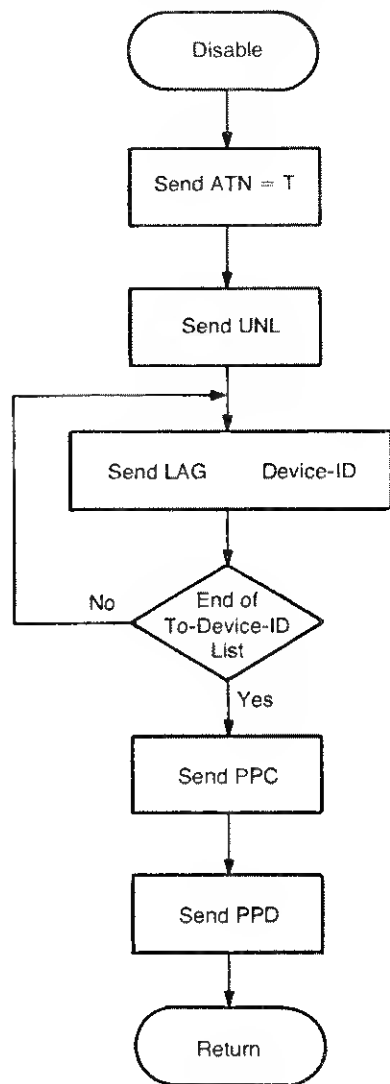 Disable
Send ATN = T
Send UNL
Send LAG Device-ID
No
End of
To-Device-ID
List
Yes
Send PPC
Send PPD
Return